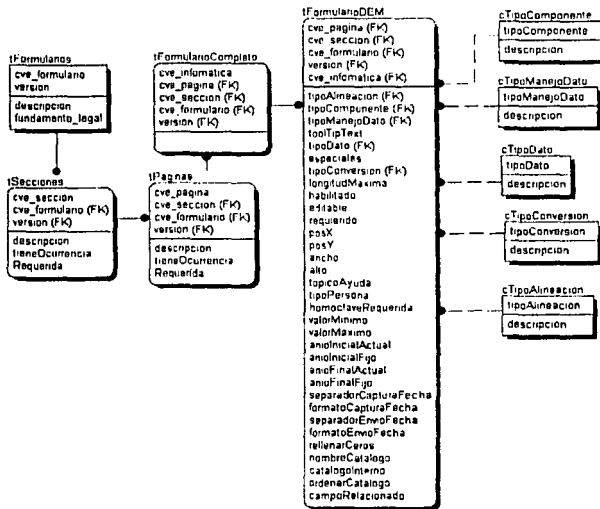 tFormularios
cve_formulario
version
descripcion
fundamento_legal
tSecciones
cve_seccion
cve_formulario (FK)
version (FK)
descripcion
tieneOcurrencia
Requerida
tFormularioCompleto
cve_informatica
cve_pagina (FK)
cve_seccion (FK)
cve_formulario (FK)
version (FK)
tPaginas
cve_pagina
cve_seccion (FK)
cve_formulario (FK)
version (FK)
descripcion
tieneOcurrencia
Requerida
tFormularioDEM
cve_pagina (FK)
cve_seccion (FK)
cve_formulario (FK)
version (FK)
cve_informatica (FK)
tipoAlineacion (FK)
tipoComponente (FK)
tipoManejoDato (FK)
toolTipText
tipoDato (FK)
especiales
tipoConversion (FK)
longitudMaxima
habilitado
editable
requerido
posX
posY
ancho
alto
topicoAyuda
tipoPersona
homoclaveRequerida
valorMinimo
valorMaximo
anioInicialActual
anioInicialFijo
anioFinalActual
anioFinalFijo
separadorCapturaFecha
formatoCapturaFecha
separadorEnvioFecha
formatoEnvioFecha
rellenarCeros
nombreCatalogo
catalogoInterno
ordenarCatalogo
campoRelacionado
cTipoComponente
tipoComponente
descripcion
cTipoManejoDato
tipoManejoDato
descripcion
cTipoDato
tipoDato
descripcion
cTipoConversion
tipoConversion
descripcion
cTipoAlineacion
tipoAlineacion
descripcion